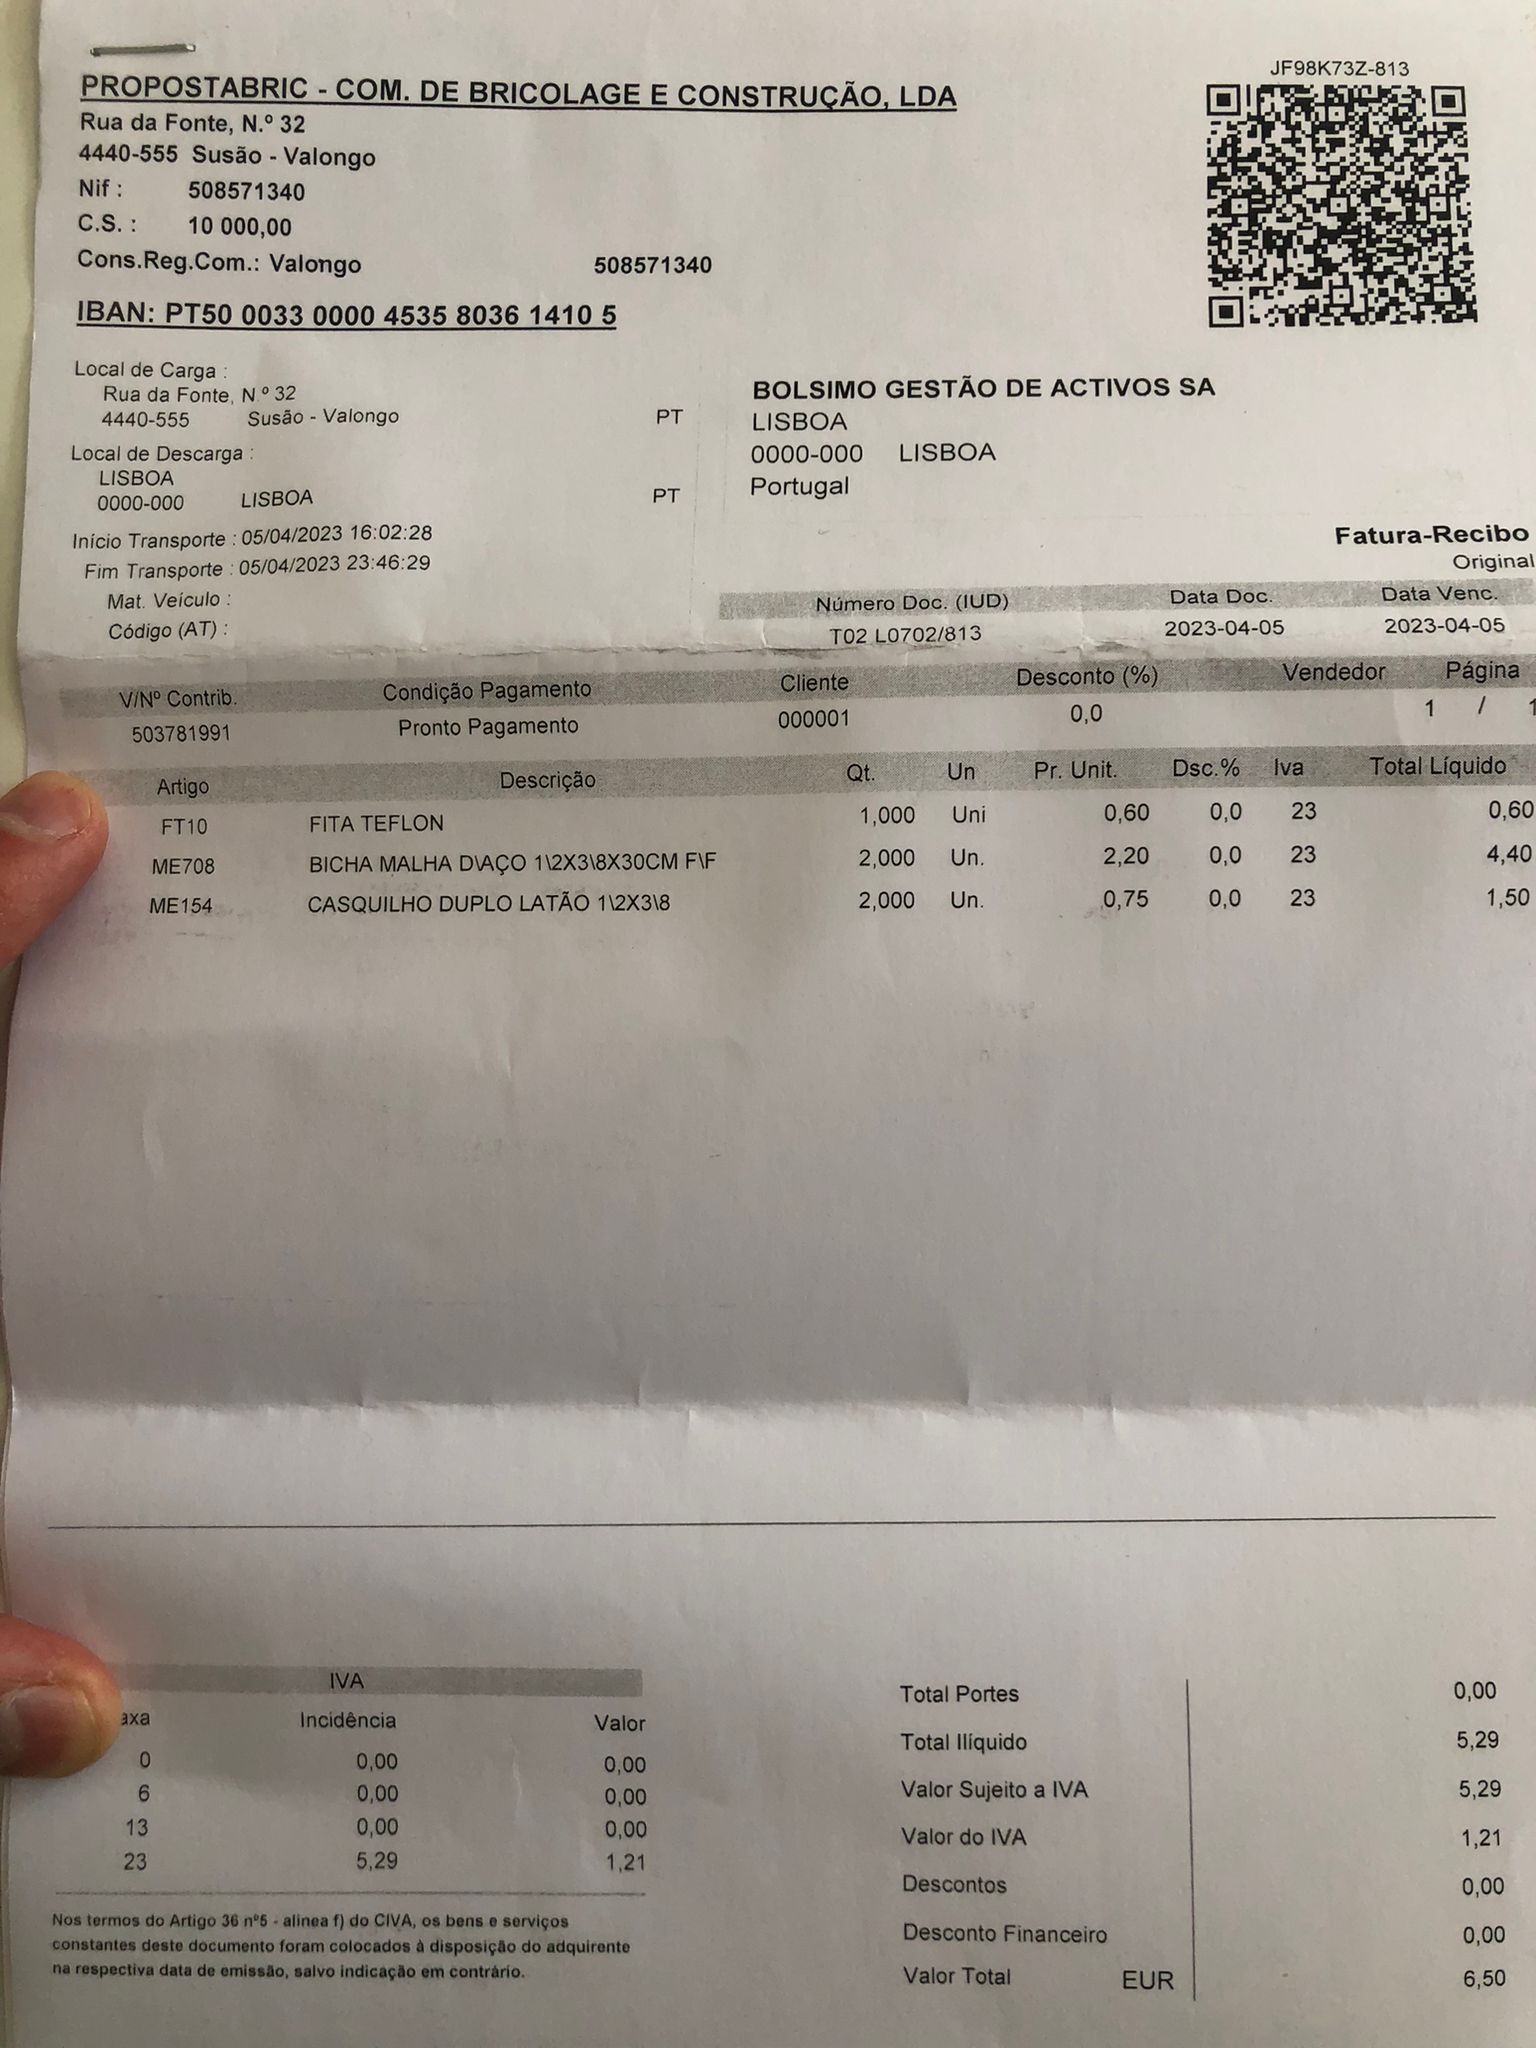 JF98K73Z-813
PROPOSTABRIC - COM. DE BRICOLAGE E CONSTRUÇÃO, LDA
Rua da Fonte, N.º 32
4440-555 Susão - Valongo
Nif : 508571340
C.S. : 10 000,00
Cons.Reg.Com.: Valongo 508571340
IBAN: PT50 0033 0000 4535 8036 1410 5
Local de Carga :
Rua da Fonte, N.º 32
4440-555 Susão - Valongo PT
Local de Descarga :
LISBOA
0000-000 LISBOA PT
Início Transporte : 05/04/2023 16:02:28
Fim Transporte : 05/04/2023 23:46:29
Mat. Veículo :
Código (AT) :
BOLSIMO GESTÃO DE ACTIVOS SA
LISBOA
0000-000 LISBOA
Portugal
Fatura-Recibo
Original
Número Doc. (IUD) Data Doc. Data Venc.
T02 L0702/813 2023-04-05 2023-04-05
V/Nº Contrib. Condição Pagamento Cliente Desconto (%) Vendedor Página
503781991 Pronto Pagamento 000001 0,0 1 / 1
Artigo Descrição Qt. Un Pr. Unit. Dsc.% Iva Total Líquido
FT10 FITA TEFLON 1,000 Uni 0,60 0,0 23 0,60
ME708 BICHA MALHA D\AÇO 1\2X3\8X30CM F\F 2,000 Un. 2,20 0,0 23 4,40
ME154 CASQUILHO DUPLO LATÃO 1\2X3\8 2,000 Un. 0,75 0,0 23 1,50
IVA
axa Incidência Valor
0 0,00 0,00
6 0,00 0,00
13 0,00 0,00
23 5,29 1,21
Nos termos do Artigo 36 nº5 - alinea f) do CIVA, os bens e serviços
constantes deste documento foram colocados à disposição do adquirente
na respectiva data de emissão, salvo indicação em contrário.
Total Portes 0,00
Total Ilíquido 5,29
Valor Sujeito a IVA 5,29
Valor do IVA 1,21
Descontos 0,00
Desconto Financeiro 0,00
Valor Total EUR 6,50